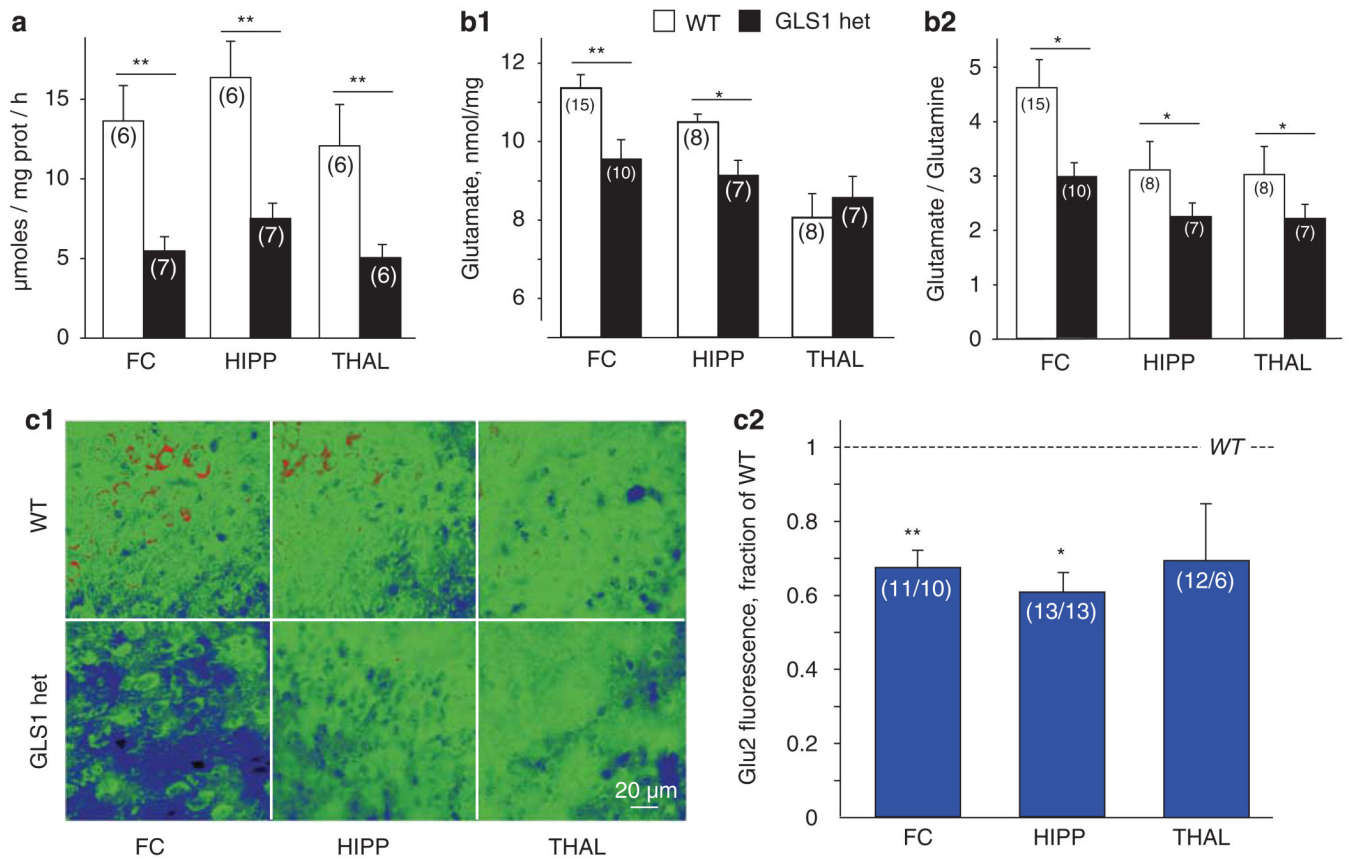 a
µmoles / mg prot / h
15
10
5
0
**
**
**
(6)
(7)
(6)
(7)
(6)
(6)
FC
HIPP
THAL
b1
WT
GLS1 het
Glutamate, nmol/mg
12
10
8
6
**
*
(15)
(10)
(8)
(7)
(8)
(7)
FC
HIPP
THAL
b2
Glutamate / Glutamine
5
4
3
2
1
0
*
*
*
(15)
(10)
(8)
(7)
(8)
(7)
FC
HIPP
THAL
c1
WT
GLS1 het
20 µm
FC
HIPP
THAL
c2
Glu2 fluorescence, fraction of WT
1
0.8
0.6
0.4
0.2
0
WT
**
*
(11/10)
(13/13)
(12/6)
FC
HIPP
THAL